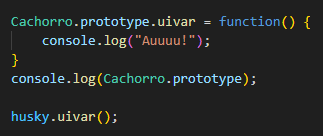 Cachorro.prototype.uivar = function() {
    console.log("Auuuu!");
}
console.log(Cachorro.prototype);

husky.uivar();